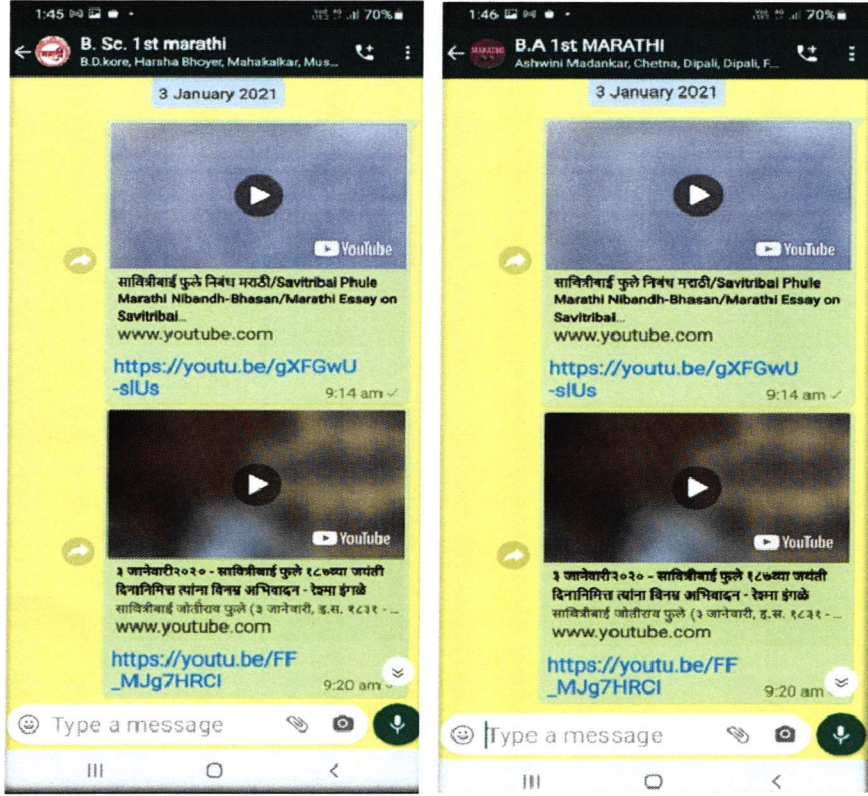 1:45
70%
B. Sc. 1st marathi
B.D.kore, Harsha Bhoyer, Mahakalkar, Mus...
3 January 2021
YouTube
सावित्रीबाई फुले निबंध मराठी/Savitribai Phule
Marathi Nibandh-Bhasan/Marathi Essay on
Savitribai...
www.youtube.com
https://youtu.be/gXFGwU
-slUs
9:14 am
YouTube
३ जानेवारी२०२० - सावित्रीबाई फुले १८७व्या जयंती
दिनानिमित्त त्यांना विनम्र अभिवादन - रेश्मा इंगळे
सावित्रीबाई जोतीराव फुले (३ जानेवारी, इ.स. १८३१ - ...
www.youtube.com
https://youtu.be/FF
_MJg7HRCI
9:20 am
Type a message
1:46
70%
MARATHI
B.A 1st MARATHI
Ashwini Madankar, Chetna, Dipali, Dipali, F...
3 January 2021
YouTube
सावित्रीबाई फुले निबंध मराठी/Savitribai Phule
Marathi Nibandh-Bhasan/Marathi Essay on
Savitribai...
www.youtube.com
https://youtu.be/gXFGwU
-slUs
9:14 am
YouTube
३ जानेवारी२०२० - सावित्रीबाई फुले १८७व्या जयंती
दिनानिमित्त त्यांना विनम्र अभिवादन - रेश्मा इंगळे
सावित्रीबाई जोतीराव फुले (३ जानेवारी, इ.स. १८३१ - ...
www.youtube.com
https://youtu.be/FF
_MJg7HRCI
9:20 am
Type a message